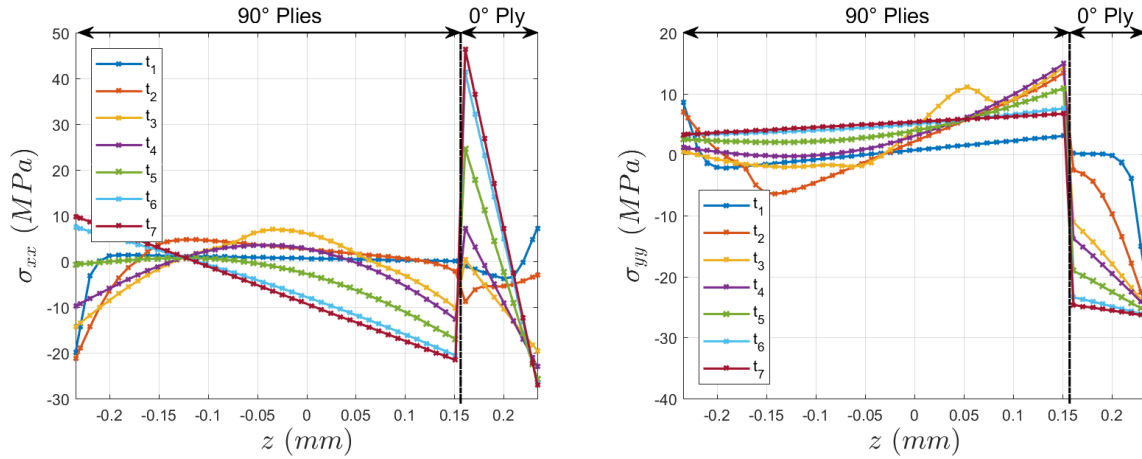 90° Plies
0° Ply
50
40
30
20
10
0
-10
-20
-30
σxx (MPa)
t1
t2
t3
t4
t5
t6
t7
-0.2 -0.15 -0.1 -0.05 0 0.05 0.1 0.15 0.2
z (mm)
90° Plies
0° Ply
20
10
0
-10
-20
-30
-40
σyy (MPa)
t1
t2
t3
t4
t5
t6
t7
-0.2 -0.15 -0.1 -0.05 0 0.05 0.1 0.15 0.2
z (mm)